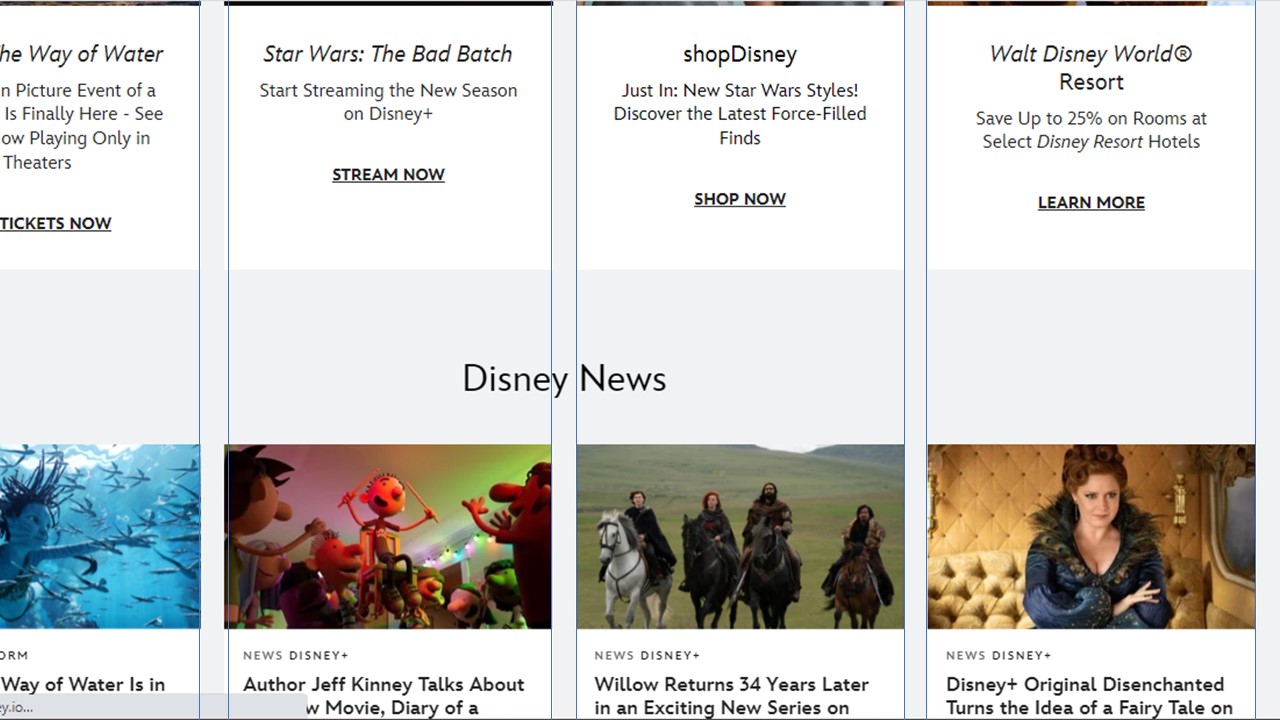 he Way of Water
n Picture Event of a
Is Finally Here - See
ow Playing Only in
Theaters
TICKETS NOW
Star Wars: The Bad Batch
Start Streaming the New Season
on Disney+
STREAM NOW
shopDisney
Just In: New Star Wars Styles!
Discover the Latest Force-Filled
Finds
SHOP NOW
Walt Disney World®
Resort
Save Up to 25% on Rooms at
Select Disney Resort Hotels
LEARN MORE
Disney News
ORM
Way of Water Is in
NEWS DISNEY+
Author Jeff Kinney Talks About
w Movie, Diary of a
NEWS DISNEY+
Willow Returns 34 Years Later
in an Exciting New Series on
NEWS DISNEY+
Disney+ Original Disenchanted
Turns the Idea of a Fairy Tale on
ey.io...